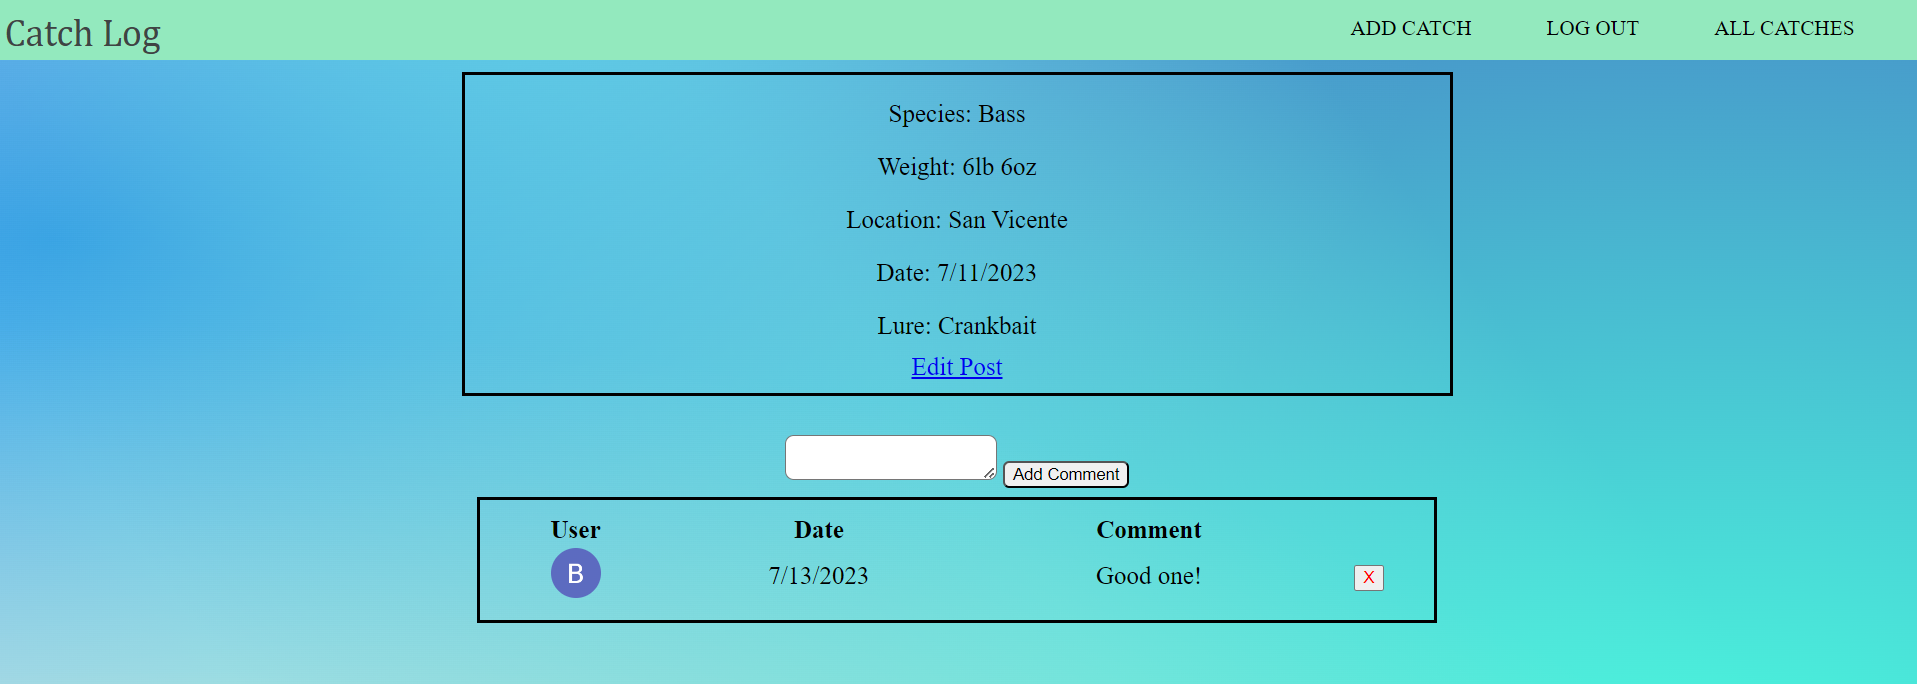 Catch Log ADD CATCH LOG OUT ALL CATCHES
Species: Bass
Weight: 6lb 6oz
Location: San Vicente
Date: 7/11/2023
Lure: Crankbait
Edit Post
Add Comment
User Date Comment
B 7/13/2023 Good one! X